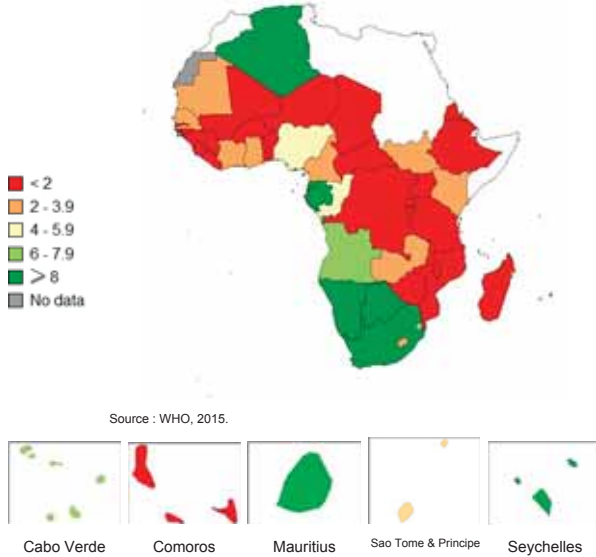 < 2
2 - 3.9
4 - 5.9
6 - 7.9
⩾ 8
No data
Source : WHO, 2015.
Cabo Verde
Comoros
Mauritius
Sao Tome & Principe
Seychelles